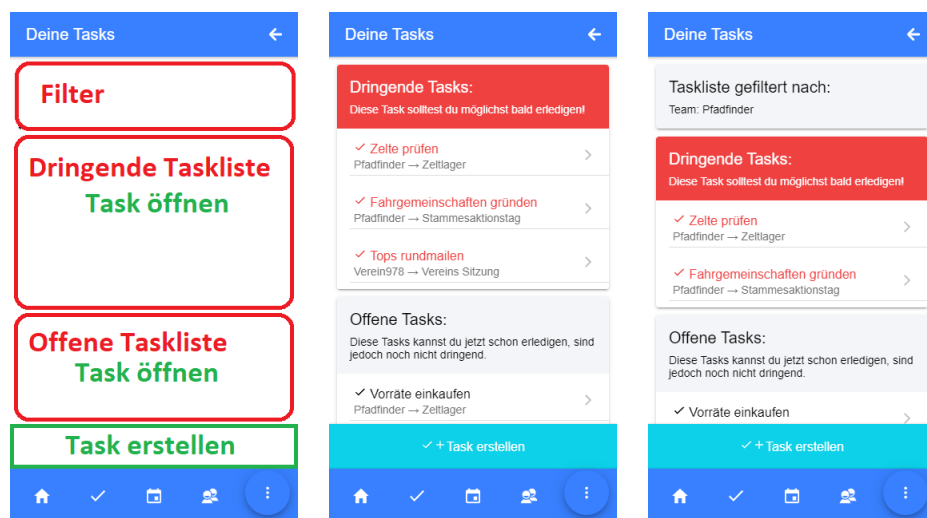 Deine Tasks
Filter
Dringende Taskliste
Task öffnen
Offene Taskliste
Task öffnen
Task erstellen
Deine Tasks
Dringende Tasks:
Diese Task solltest du möglichst bald erledigen!
Zelte prüfen
Pfadfinder → Zeltlager
Fahrgemeinschaften gründen
Pfadfinder → Stammesaktionstag
Tops rundmailen
Verein978 → Vereins Sitzung
Offene Tasks:
Diese Tasks kannst du jetzt schon erledigen, sind
jedoch noch nicht dringend.
Vorräte einkaufen
Pfadfinder → Zeltlager
+ Task erstellen
Deine Tasks
Taskliste gefiltert nach:
Team: Pfadfinder
Dringende Tasks:
Diese Task solltest du möglichst bald erledigen!
Zelte prüfen
Pfadfinder → Zeltlager
Fahrgemeinschaften gründen
Pfadfinder → Stammesaktionstag
Offene Tasks:
Diese Tasks kannst du jetzt schon erledigen, sind
jedoch noch nicht dringend.
Vorräte einkaufen
+ Task erstellen